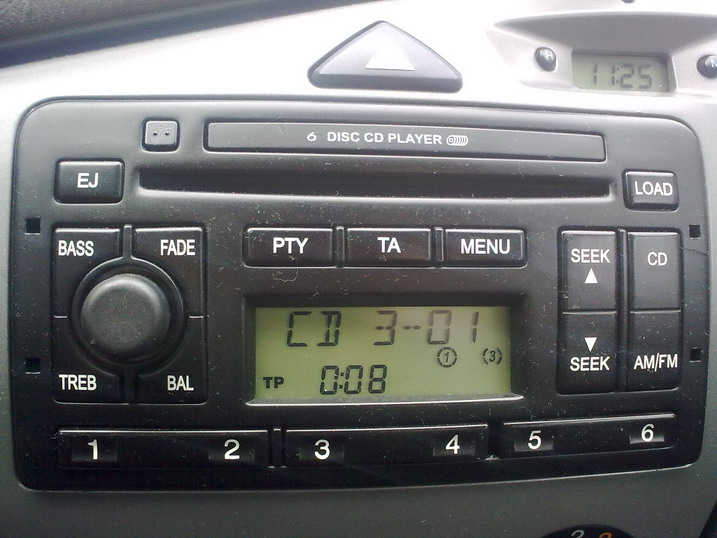 H
11:25
6 DISC CD PLAYER
EJ
LOAD
BASS
FADE
PTY
TA
MENU
SEEK
CD
CD 3--01
1
3
TP
0:08
SEEK
AM/FM
TREB
BAL
1
2
3
4
5
6